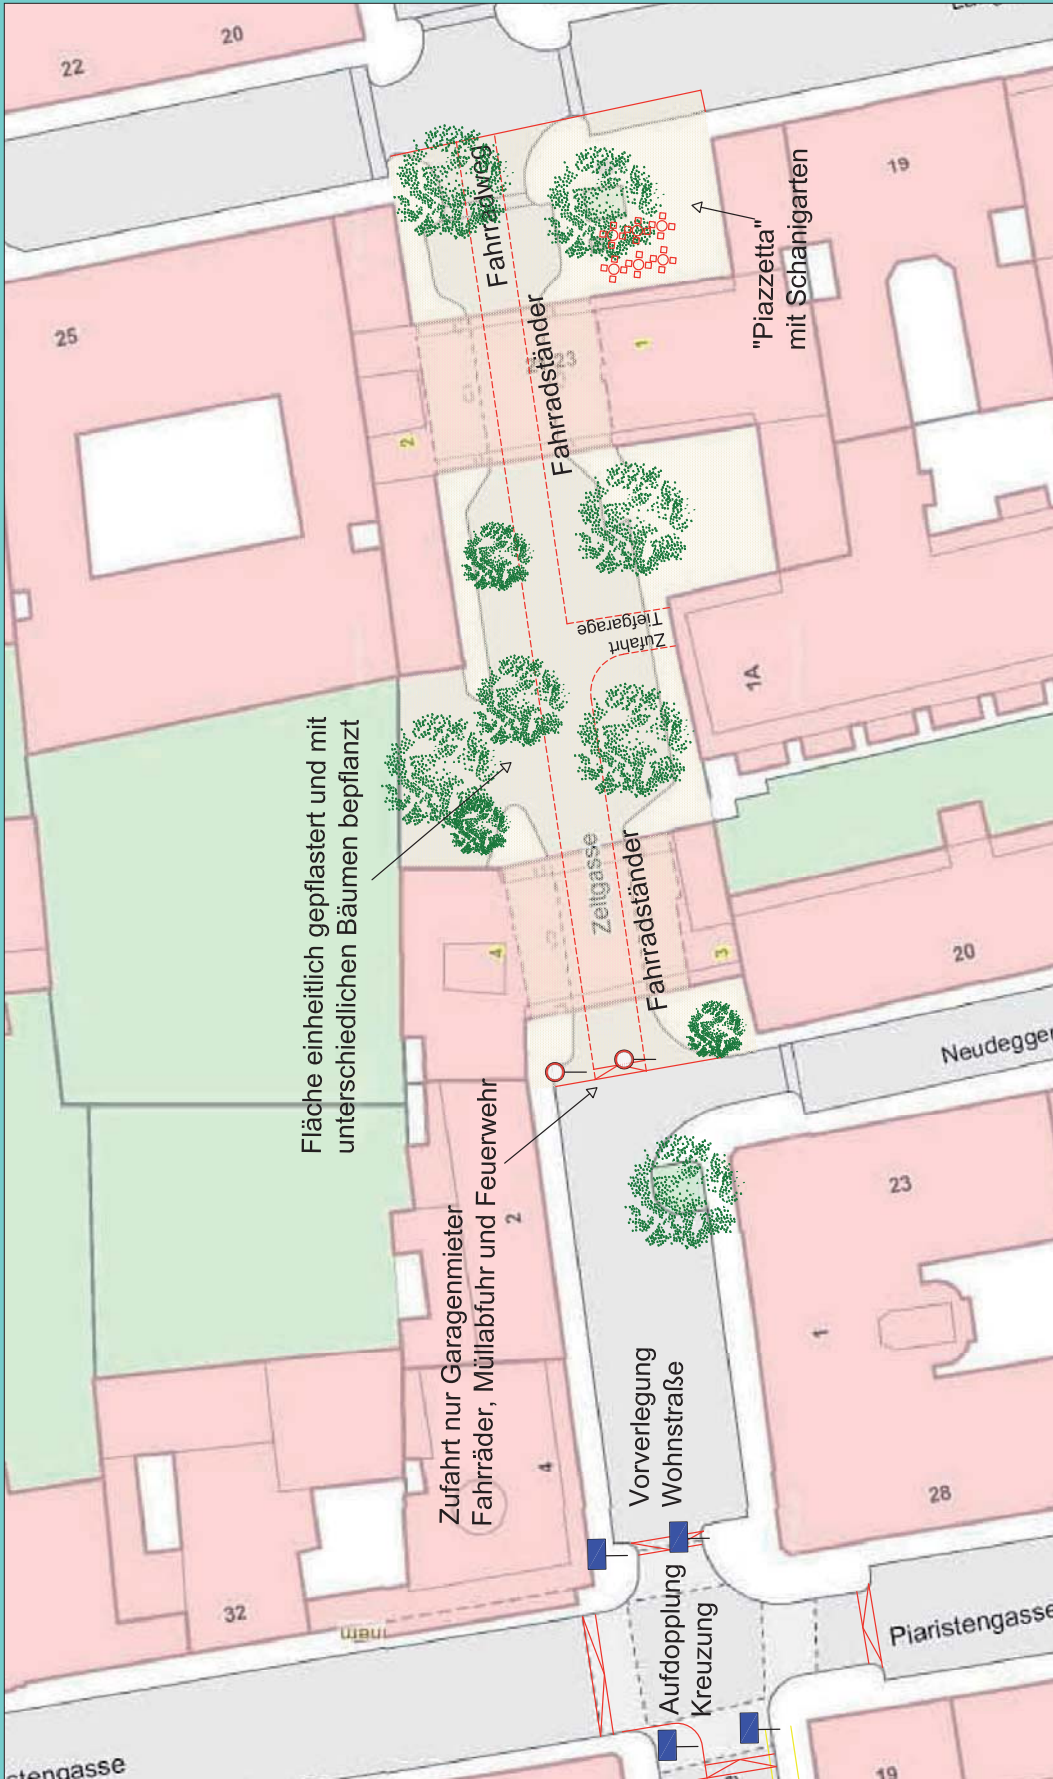 22
20
25
Fahrradweg
19
"Piazzetta"
mit Schanigarten
Fahrradständer
23
1
2
Zufahrt
Tiefgarage
1A
Fläche einheitlich gepflastert und mit
unterschiedlichen Bäumen bepflanzt
Zeltgasse
Fahrradständer
4
3
20
Neudegger
Zufahrt nur Garagenmieter
Fahrräder, Müllabfuhr und Feuerwehr
2
23
1
Vorverlegung
Wohnstraße
4
28
32
Aufdopplung
Kreuzung
Piaristengasse
stengasse
19